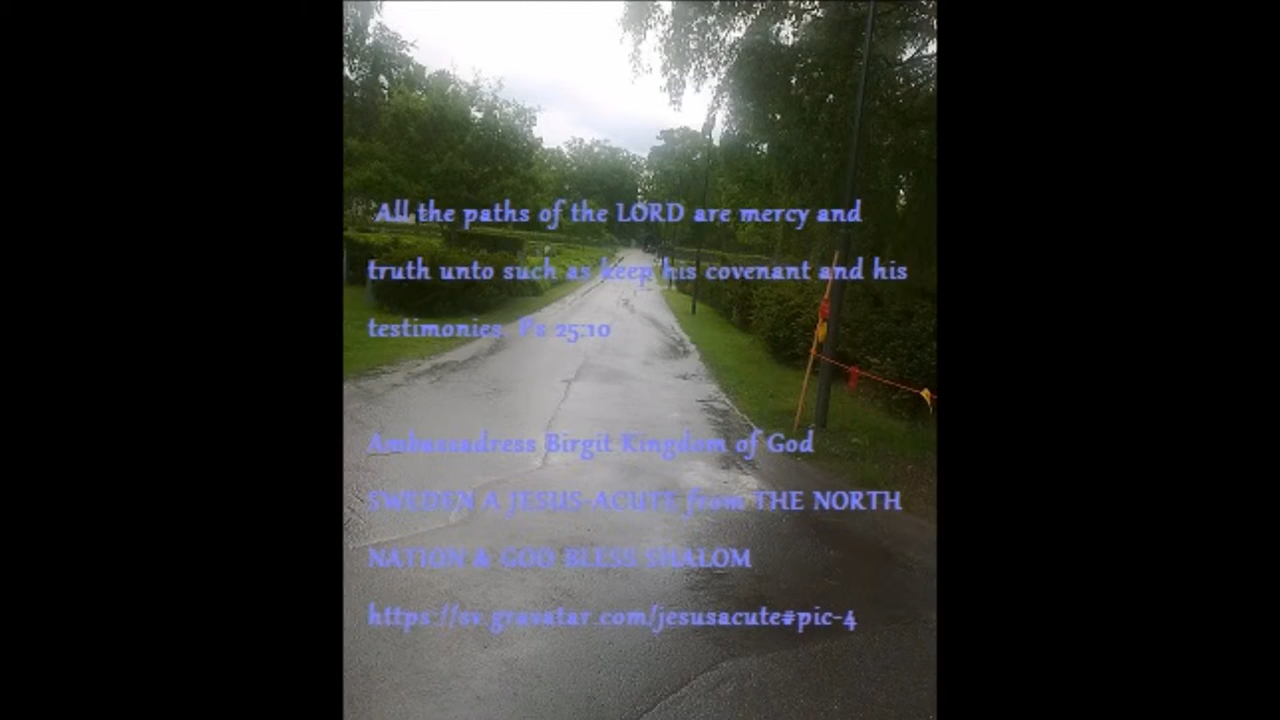 All the paths of the LORD are mercy and
truth unto such as keep his covenant and his
testimonies. Ps 25:10
Ambassadress Birgit Kingdom of God
SWEDEN A JESUS-ACUTE from THE NORTH
NATION & GOD BLESS SHALOM
https://sv.gravatar.com/jesusacute#pic-4